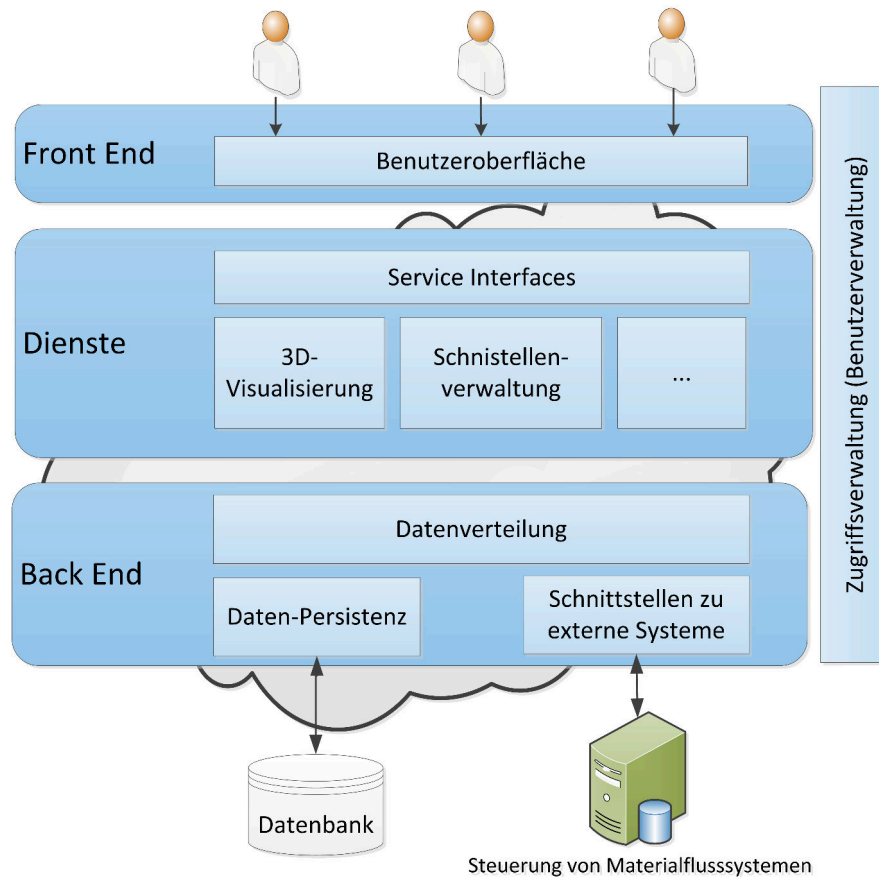 Front End
Benutzeroberfläche
Dienste
Service Interfaces
3D-
Visualisierung
Schnistellen-
verwaltung
...
Back End
Datenverteilung
Daten-Persistenz
Schnittstellen zu
externe Systeme
Datenbank
Steuerung von Materialflusssystemen
Zugriffsverwaltung (Benutzerverwaltung)